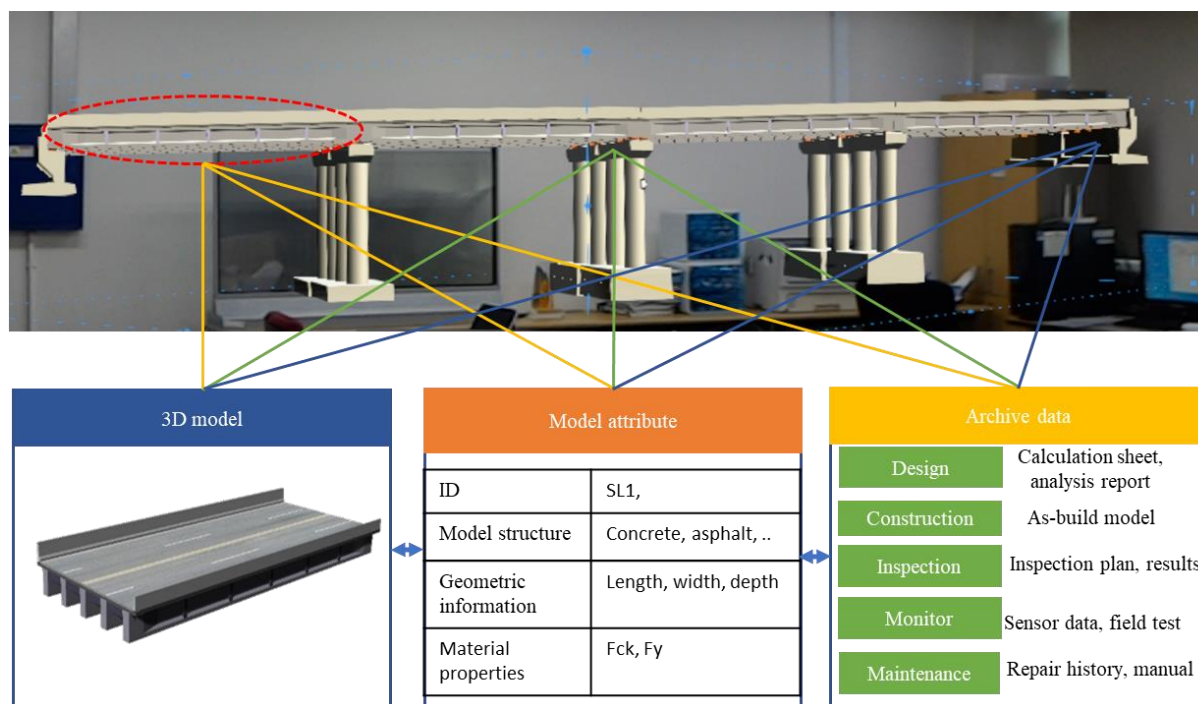 3D model
Model attribute
Archive data
ID
SL1,
Model structure
Concrete, asphalt, ..
Geometric
information
Length, width, depth
Material
properties
Fck, Fy
Design
Calculation sheet,
analysis report
Construction
As-build model
Inspection
Inspection plan, results
Monitor
Sensor data, field test
Maintenance
Repair history, manual